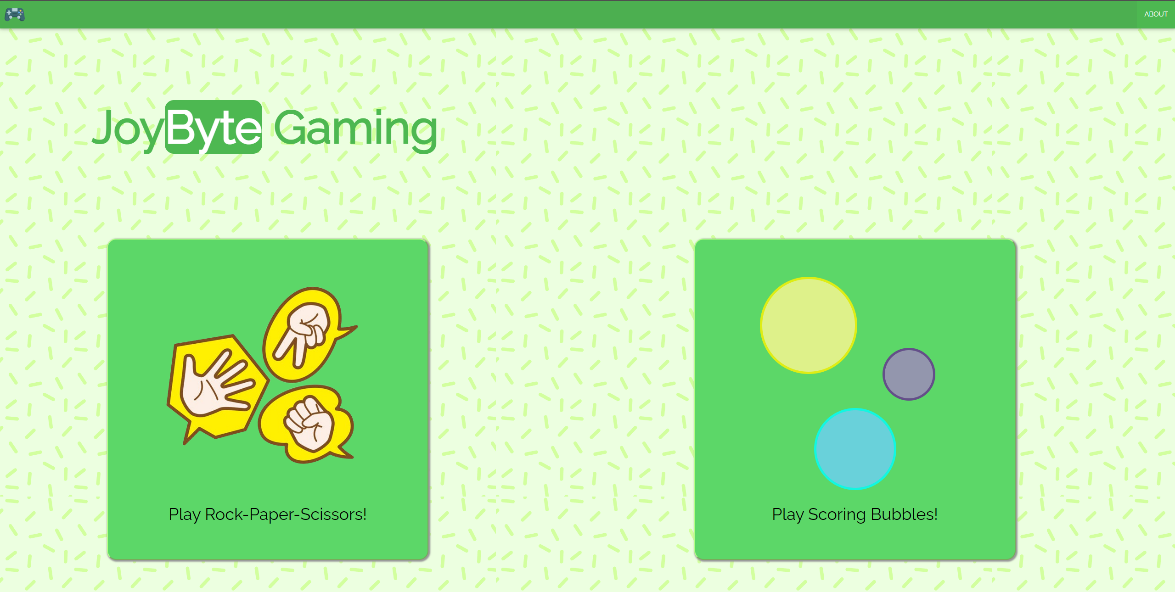 ABOUT
JoyByte Gaming
Play Rock-Paper-Scissors!
Play Scoring Bubbles!